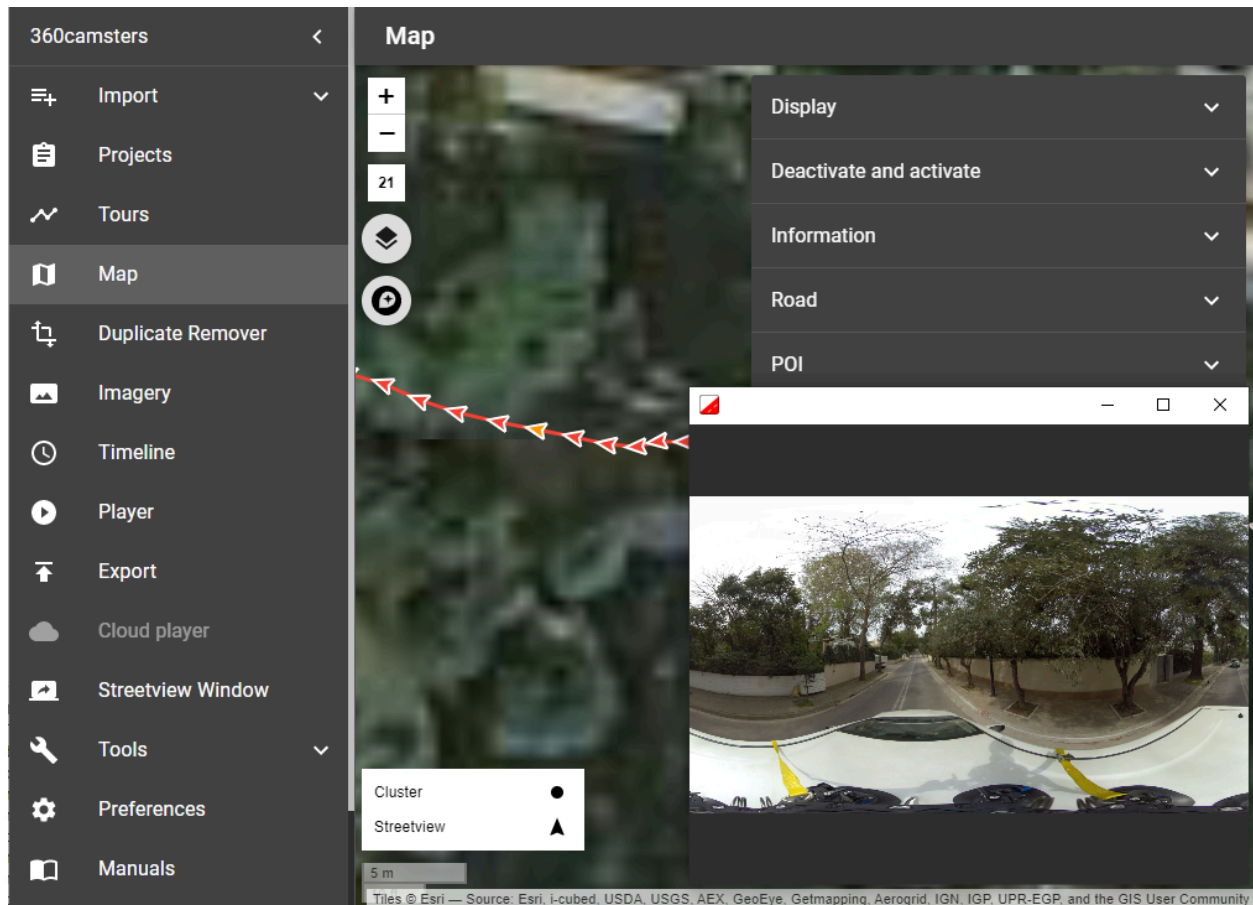 360camsters
Import
Projects
Tours
Map
Duplicate Remover
Imagery
Timeline
Player
Export
Cloud player
Streetview Window
Tools
Preferences
Manuals
Map
+
−
21
Display
Deactivate and activate
Information
Road
POI
Cluster
Streetview
5 m
Tiles © Esri — Source: Esri, i-cubed, USDA, USGS, AEX, GeoEye, Getmapping, Aerogrid, IGN, IGP, UPR-EGP, and the GIS User Community